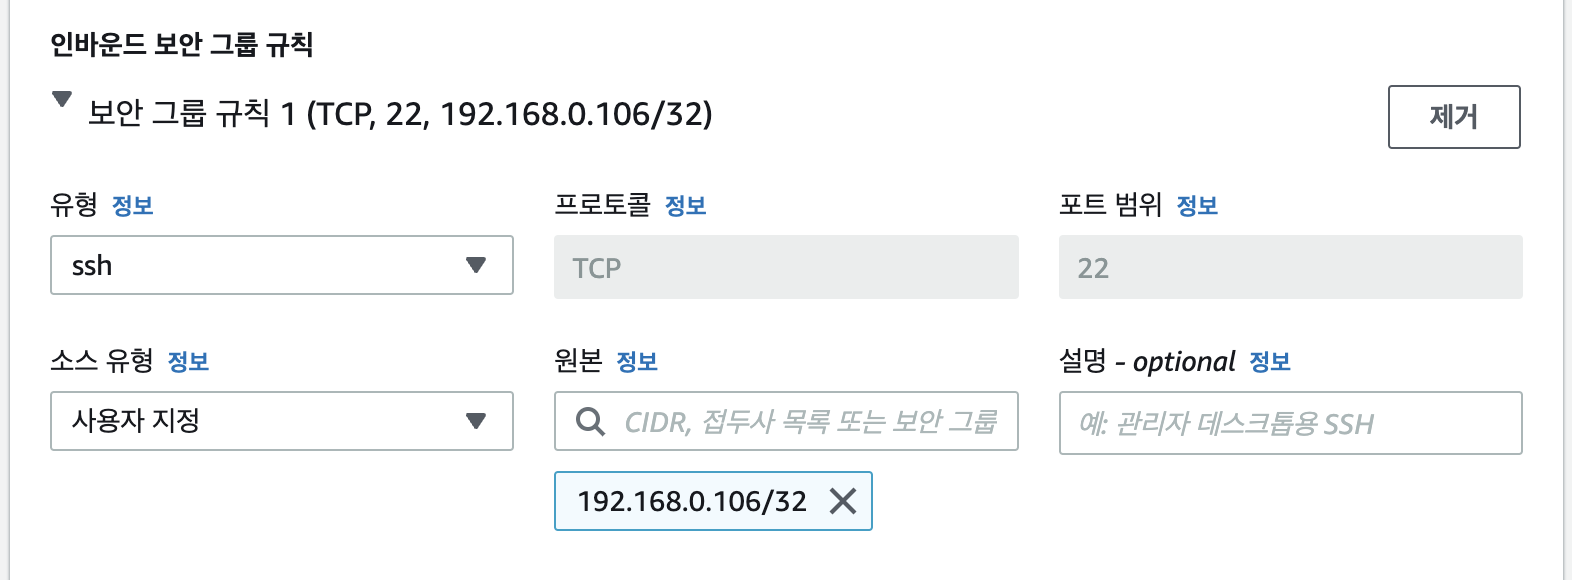 인바운드 보안 그룹 규칙
보안 그룹 규칙 1 (TCP, 22, 192.168.0.106/32)
제거
유형 정보
프로토콜 정보
포트 범위 정보
ssh
TCP
22
소스 유형 정보
원본 정보
설명 - optional 정보
사용자 지정
CIDR, 접두사 목록 또는 보안 그룹
예: 관리자 데스크톱용 SSH
192.168.0.106/32